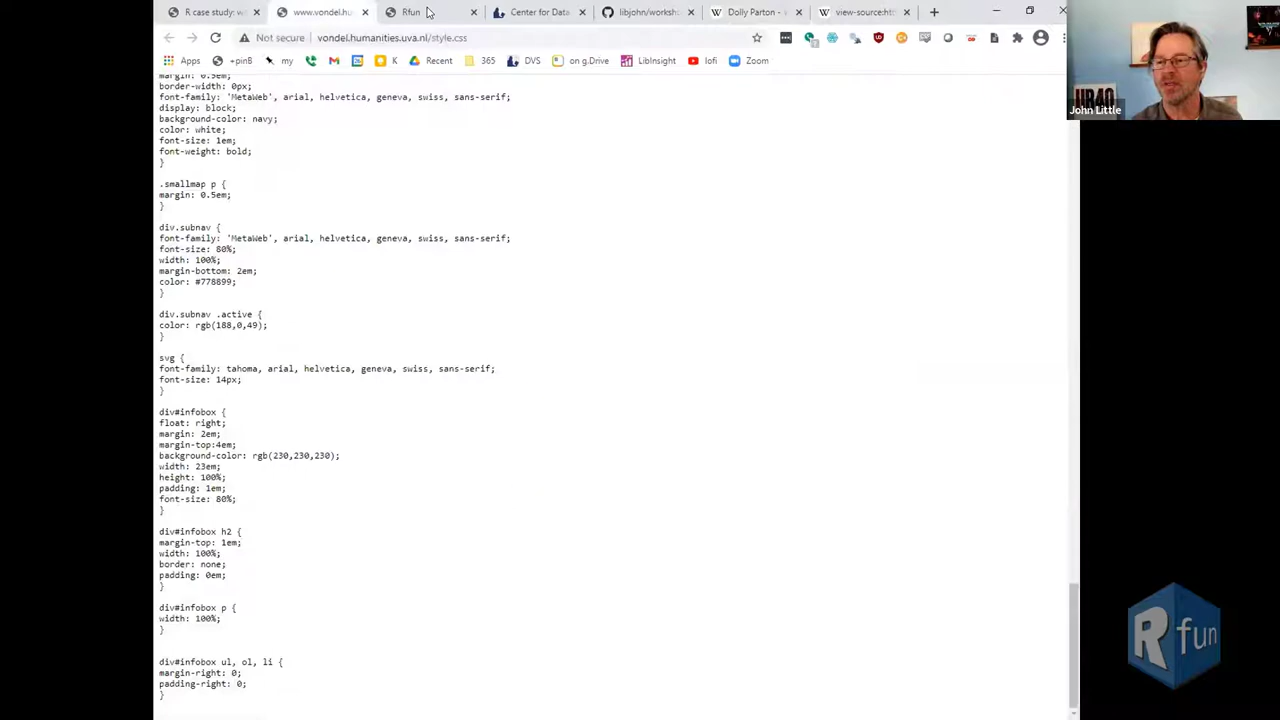 R case study: w
www.vondel.hu
Rfun
Center for Data
libjohn/worksho
Dolly Parton - W
view-source:htt
Not secure
vondel.humanities.uva.nl/style.css
Apps
+pinB
my
K
Recent
365
DVS
on g.Drive
LibInsight
lofi
Zoom
margin: 0.5em;
border-width: 0px;
font-family: 'MetaWeb', arial, helvetica, geneva, swiss, sans-serif;
display: block;
background-color: navy;
color: white;
font-size: 1em;
font-weight: bold;
}
.smallmap p {
margin: 0.5em;
}
div.subnav {
font-family: 'MetaWeb', arial, helvetica, geneva, swiss, sans-serif;
font-size: 80%;
width: 100%;
margin-bottom: 2em;
color: #778899;
}
div.subnav .active {
color: rgb(188,0,49);
}
svg {
font-family: tahoma, arial, helvetica, geneva, swiss, sans-serif;
font-size: 14px;
}
div#infobox {
float: right;
margin: 2em;
margin-top:4em;
background-color: rgb(230,230,230);
width: 23em;
height: 100%;
padding: 1em;
font-size: 80%;
}
div#infobox h2 {
margin-top: 1em;
width: 100%;
border: none;
padding: 0em;
}
div#infobox p {
width: 100%;
}
div#infobox ul, ol, li {
margin-right: 0;
padding-right: 0;
}
UB40
John Little
R fun